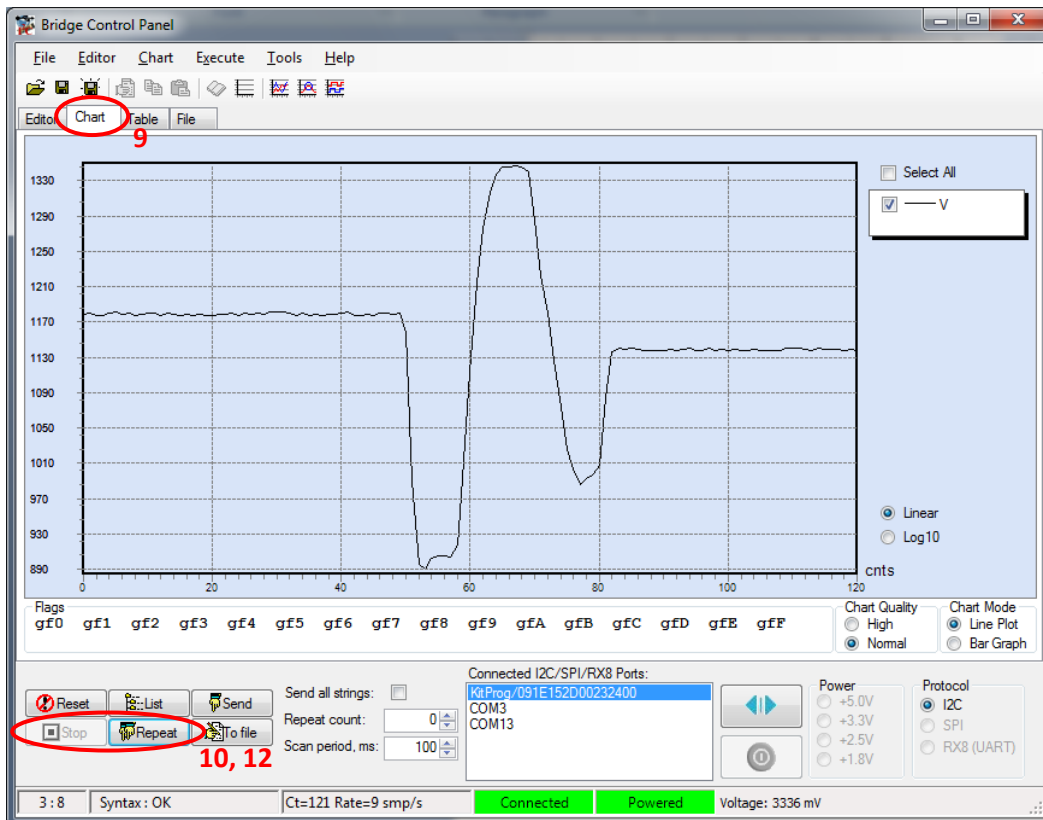 Bridge Control Panel
File Editor Chart Execute Tools Help
Editor Chart Table File
9
1330
1290
1250
1210
1170
1130
1090
1050
1010
970
930
890
0 20 40 60 80 100 120
cnts
Select All
V
Linear
Log10
Flags
gf0 gf1 gf2 gf3 gf4 gf5 gf6 gf7 gf8 gf9 gfA gfB gfC gfD gfE gfF
Chart Quality
High
Normal
Chart Mode
Line Plot
Bar Graph
Reset List Send
Stop Repeat To file
10, 12
Send all strings:
Repeat count: 0
Scan period, ms: 100
Connected I2C/SPI/RX8 Ports:
KitProg/091E152D00232400
COM3
COM13
Power
+5.0V
+3.3V
+2.5V
+1.8V
Protocol
I2C
SPI
RX8 (UART)
3 : 8 Syntax : OK Ct=121 Rate=9 smp/s Connected Powered Voltage: 3336 mV